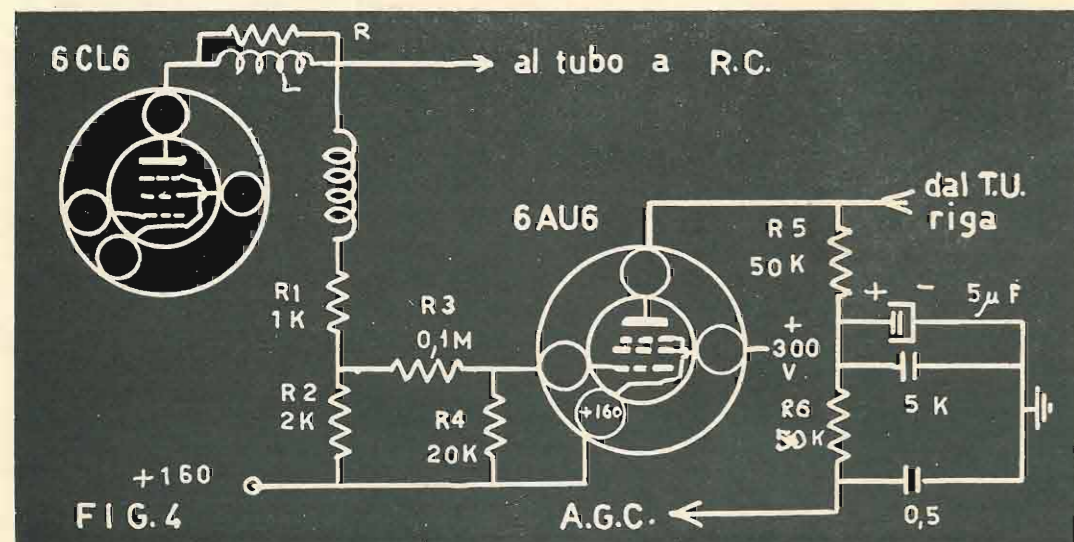 6CL6
R
L
al tubo a R.C.
dal T.U.
riga
6AU6
R5
50K
+ -
5μF
R1
1K
R3
0,1M
+
300
V.
R2
2K
R4
20K
+160
R6
50K
5K
+160
FIG.4
A.G.C.
0,5